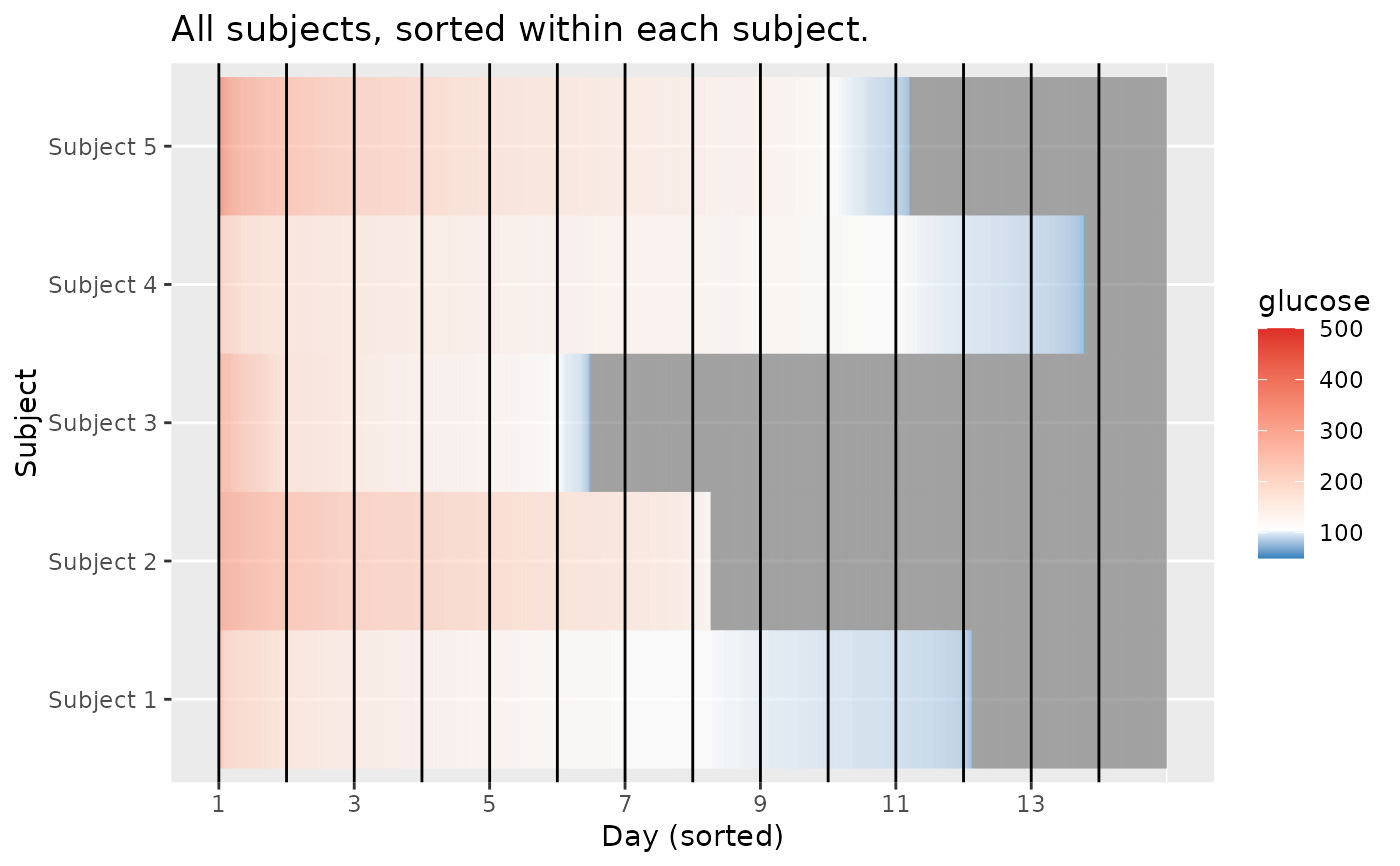 All subjects, sorted within each subject.
Subject
Subject 5
Subject 4
Subject 3
Subject 2
Subject 1
1 3 5 7 9 11 13
Day (sorted)
glucose
500
400
300
200
100